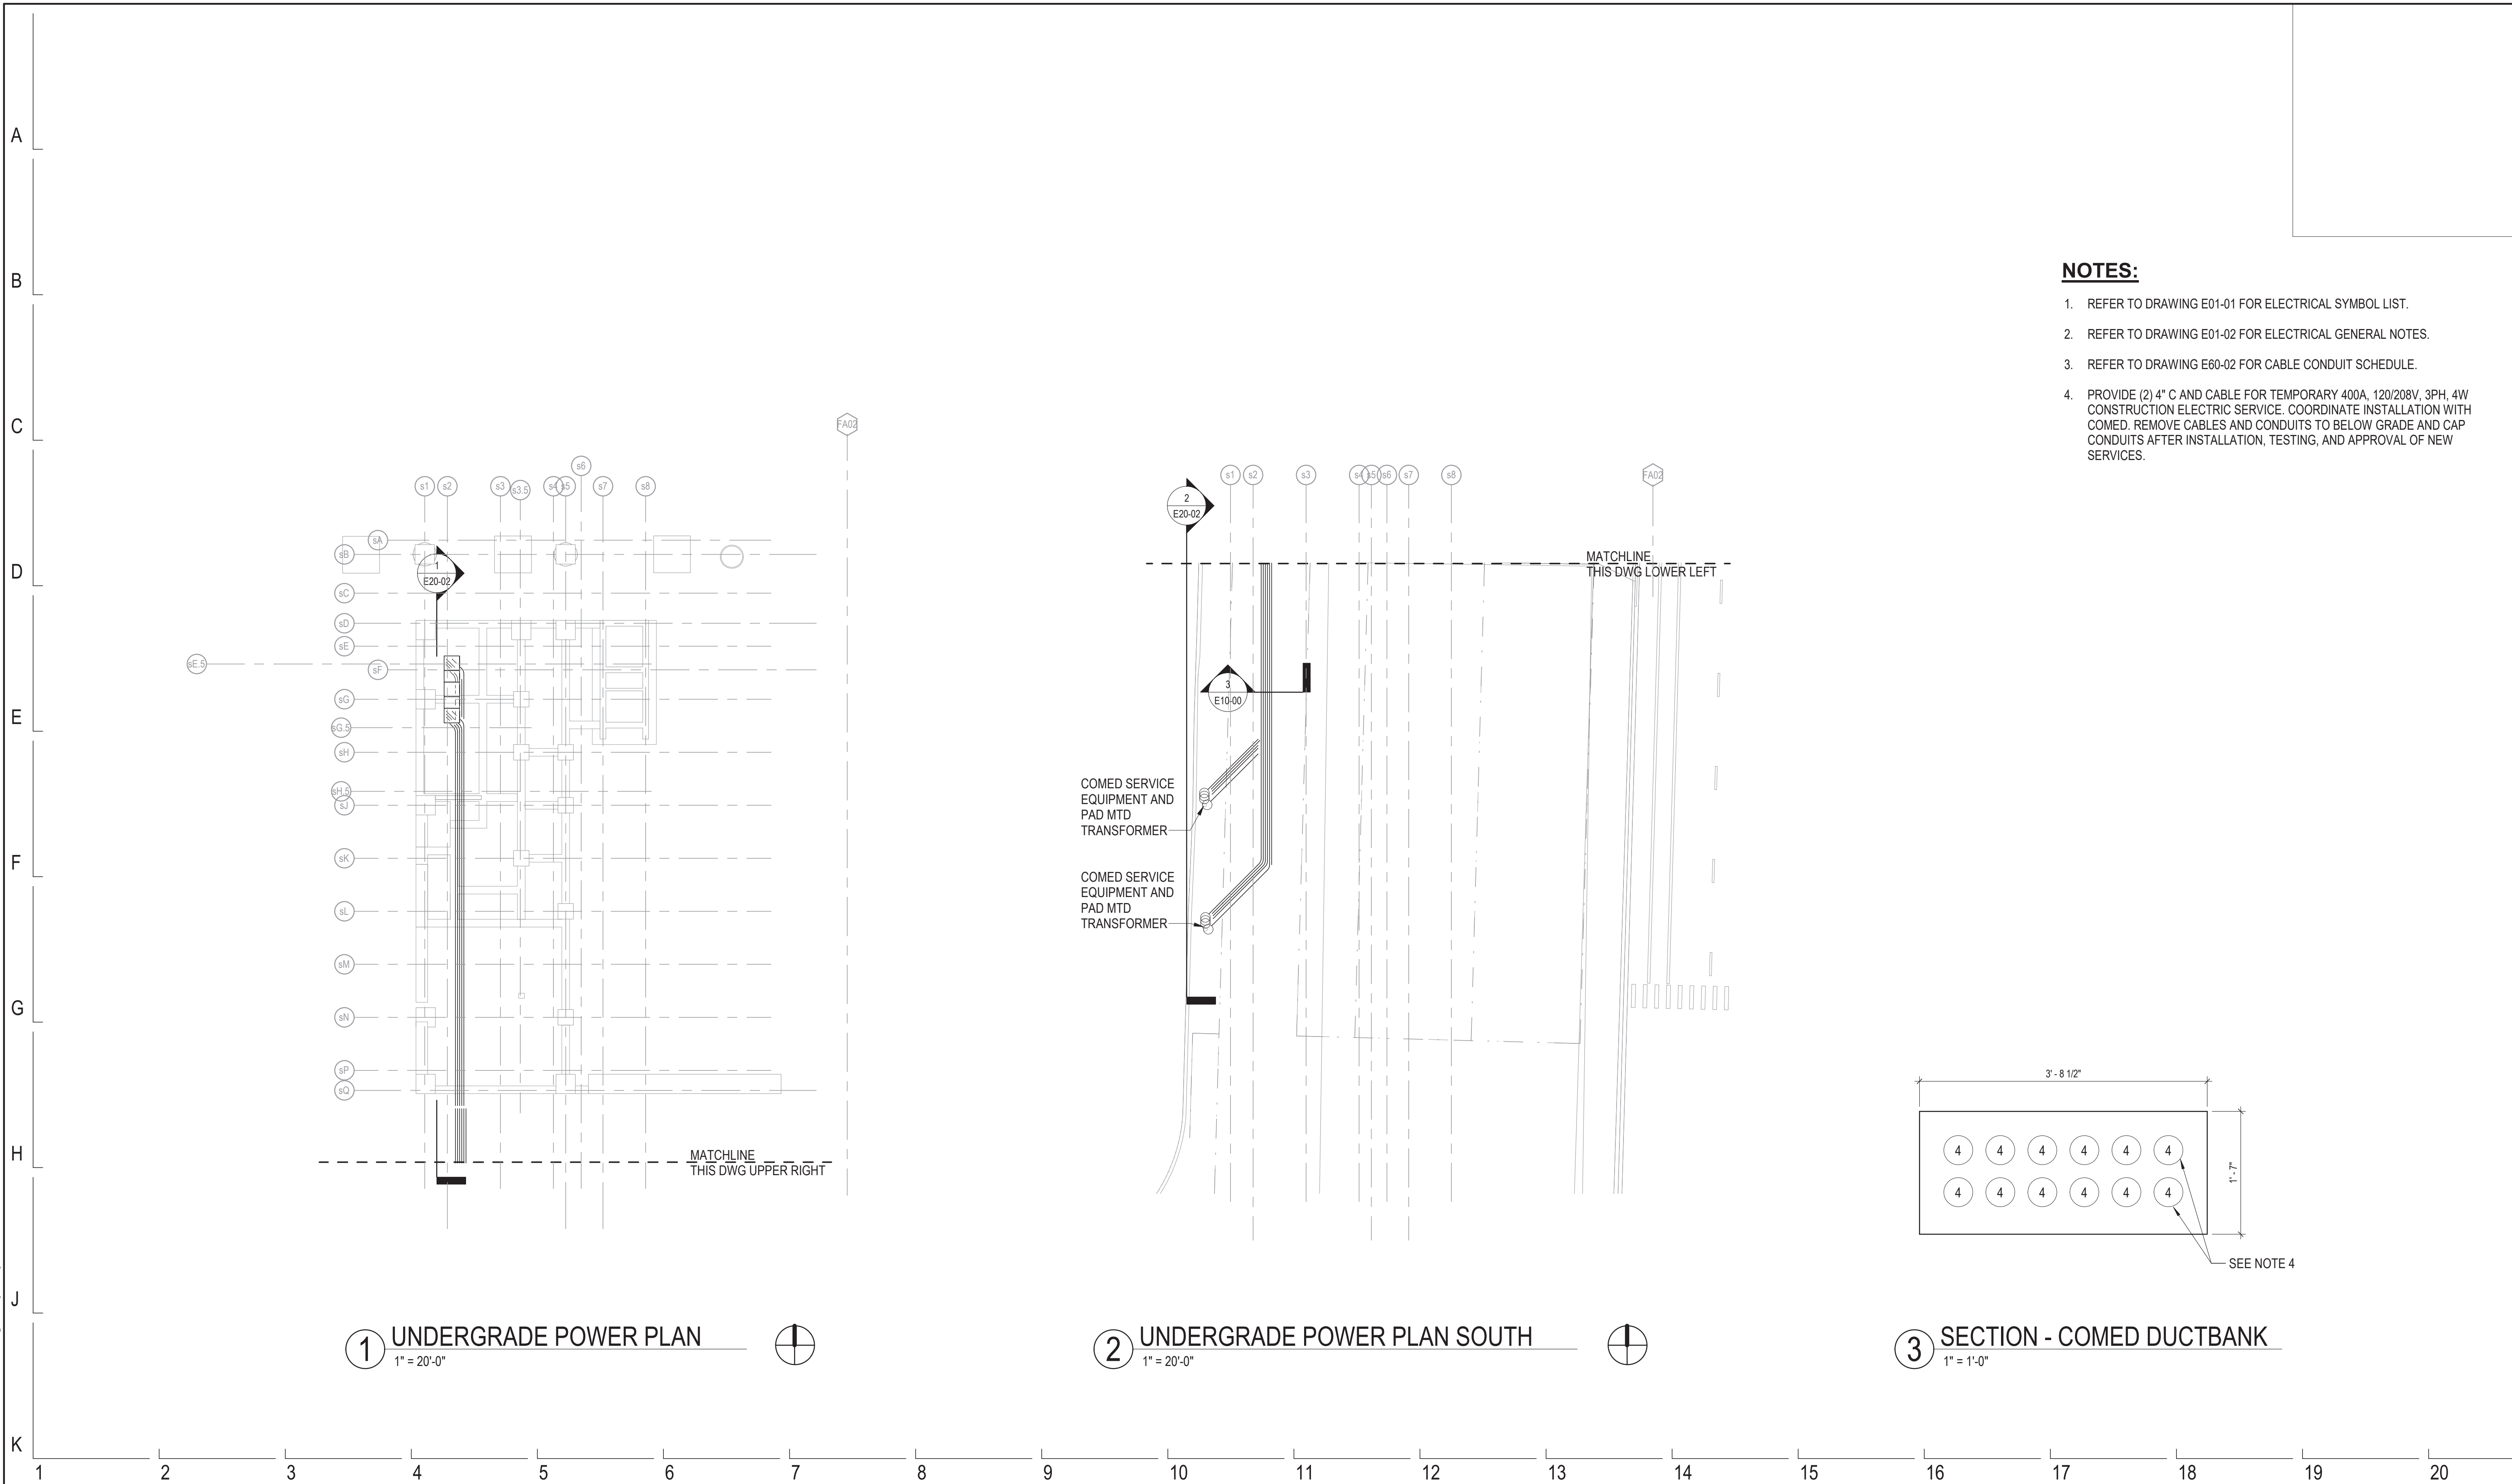 A
B
C
D
E
F
G
H
J
K
NOTES:
1. REFER TO DRAWING E01-01 FOR ELECTRICAL SYMBOL LIST.
2. REFER TO DRAWING E01-02 FOR ELECTRICAL GENERAL NOTES.
3. REFER TO DRAWING E60-02 FOR CABLE CONDUIT SCHEDULE.
4. PROVIDE (2) 4" C AND CABLE FOR TEMPORARY 400A, 120/208V, 3PH, 4W
CONSTRUCTION ELECTRIC SERVICE. COORDINATE INSTALLATION WITH
COMED. REMOVE CABLES AND CONDUITS TO BELOW GRADE AND CAP
CONDUITS AFTER INSTALLATION, TESTING, AND APPROVAL OF NEW
SERVICES.
FA02
s6
s1 s2 s3 s3.5 s4 s5 s7 s8
sA
sB
1
E20-02
sC
sD
sE
sE.5
sF
sG
sG.5
sH
sH.5
sJ
sK
sL
sM
sN
sP
sQ
MATCHLINE
THIS DWG UPPER RIGHT
1 UNDERGRADE POWER PLAN
1" = 20'-0"
s1 s2 s3 s4 s5 s6 s7 s8 FA02
2
E20-02
MATCHLINE
THIS DWG LOWER LEFT
3
E10-00
COMED SERVICE
EQUIPMENT AND
PAD MTD
TRANSFORMER
COMED SERVICE
EQUIPMENT AND
PAD MTD
TRANSFORMER
2 UNDERGRADE POWER PLAN SOUTH
1" = 20'-0"
3' - 8 1/2"
4 4 4 4 4 4
4 4 4 4 4 4
1' - 7"
SEE NOTE 4
3 SECTION - COMED DUCTBANK
1" = 1'-0"
1 2 3 4 5 6 7 8 9 10 11 12 13 14 15 16 17 18 19 20